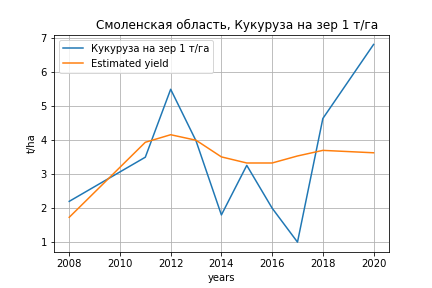 Смоленская область, Кукуруза на зер 1 т/га
Кукуруза на зер 1 т/га
Estimated yield
t/ha
7
6
5
4
3
2
1
2008 2010 2012 2014 2016 2018 2020
years